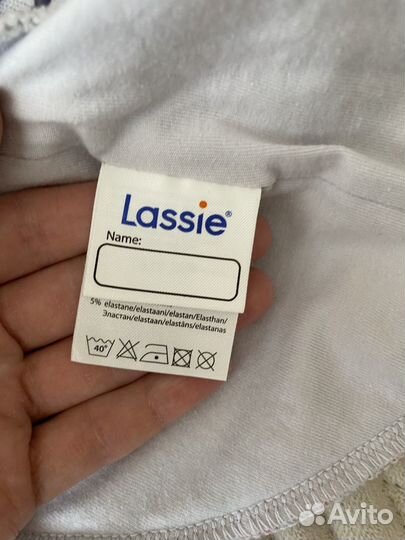 Lassie®
Name:
5% elastane/elastaani/elastan/Elasthan/
Эластан/elastaan/elastāns/elastanas
40°
Avito